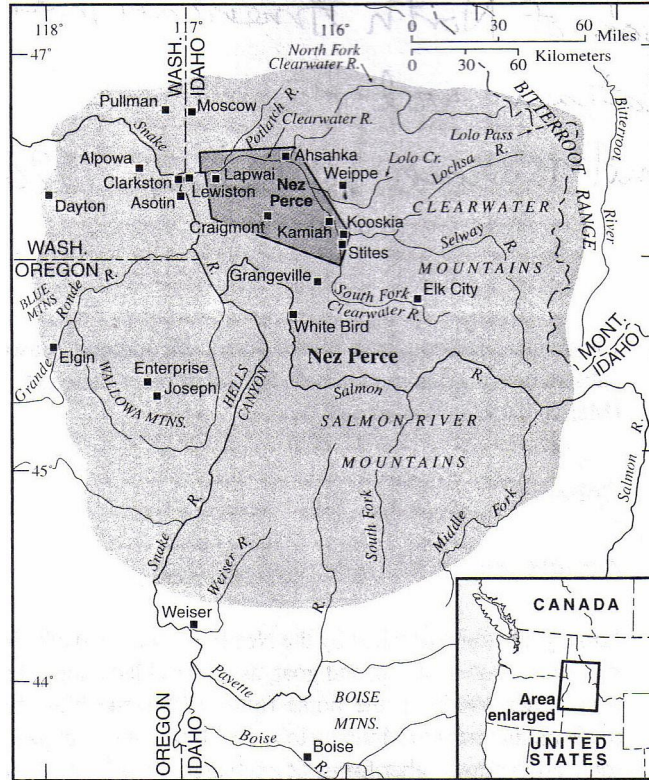 117°
116°
0 30 60 Miles
0 30 60
Kilometers
47°
WASH.
IDAHO
North Fork
Clearwater R.
Pullman
Moscow
Potlatch R.
Clearwater R.
BITTERROOT
RANGE
Bitterroot
River
Snake
Lolo Pass
Ahsahka
Lolo Cr.
Weippe
Lochsa R.
Alpowa
Clarkston
Lewiston
Lapwai
Nez
Perce
Asotin
Dayton
CLEARWATER
MOUNTAINS
Craigmont
Kamiah
Kooskia
Stites
Selway R.
WASH.
OREGON
R.
Grangeville
BLUE
MTNS
Grande Ronde R.
South Fork
Clearwater R.
Elk City
White Bird
MONT.
IDAHO
Elgin
Nez Perce
Enterprise
Joseph
WALLOWA MTNS.
HELLS
CANYON
Salmon R.
SALMON RIVER
MOUNTAINS
45°
Salmon R.
South Fork
Middle Fork
Snake R.
Weiser R.
R.
Weiser
44°
Payette
BOISE
MTNS.
OREGON
IDAHO
Boise R.
Boise
CANADA
Area
enlarged
UNITED
STATES